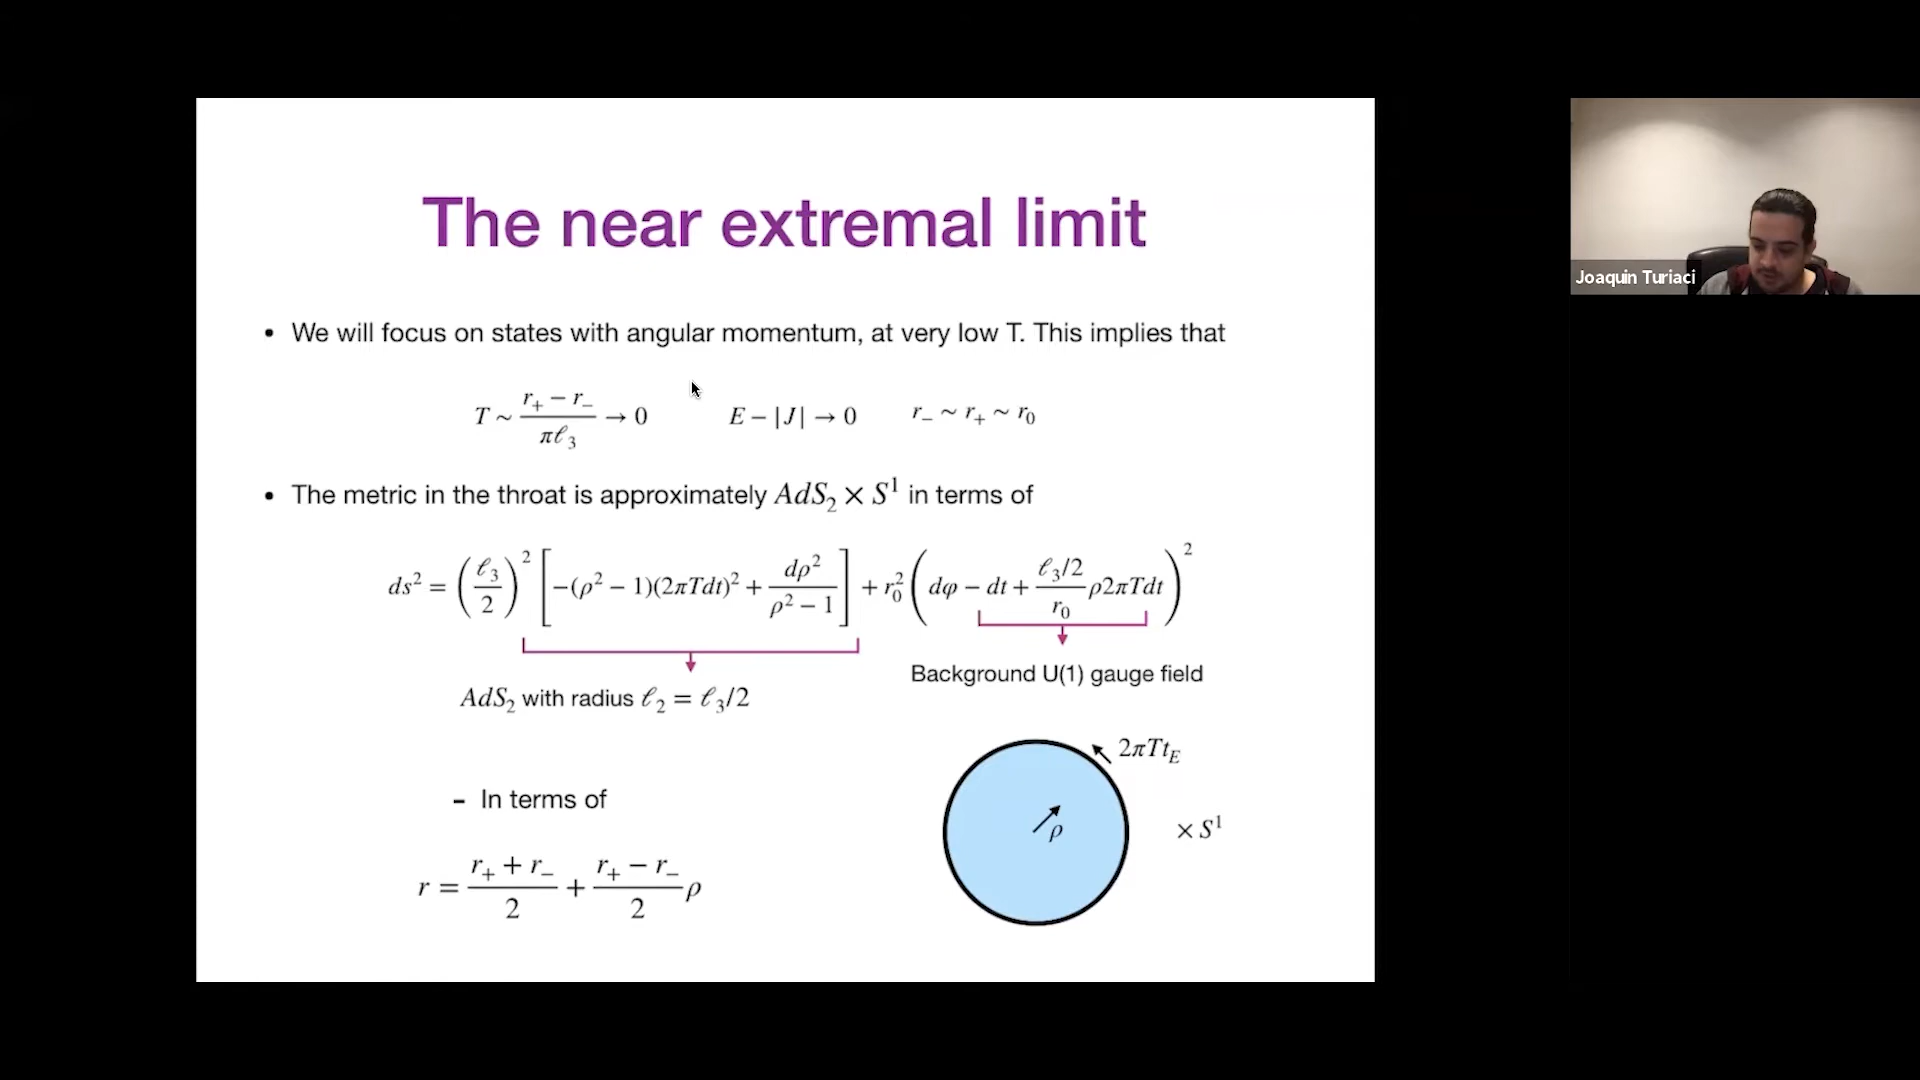 The near extremal limit
• We will focus on states with angular momentum, at very low T. This implies that
T ~ (r₊ − r₋)/(πℓ₃) → 0    E − |J| → 0    r₋ ~ r₊ ~ r₀
• The metric in the throat is approximately AdS₂ × S¹ in terms of
ds² = (ℓ₃/2)² [−(ρ² − 1)(2πTdt)² + dρ²/(ρ² − 1)] + r₀² (dφ − dt + (ℓ₃/2)/r₀ ρ2πTdt)²
AdS₂ with radius ℓ₂ = ℓ₃/2
Background U(1) gauge field
2πTt_E
ρ
× S¹
– In terms of
r = (r₊ + r₋)/2 + (r₊ − r₋)/2 ρ
Joaquin Turiaci